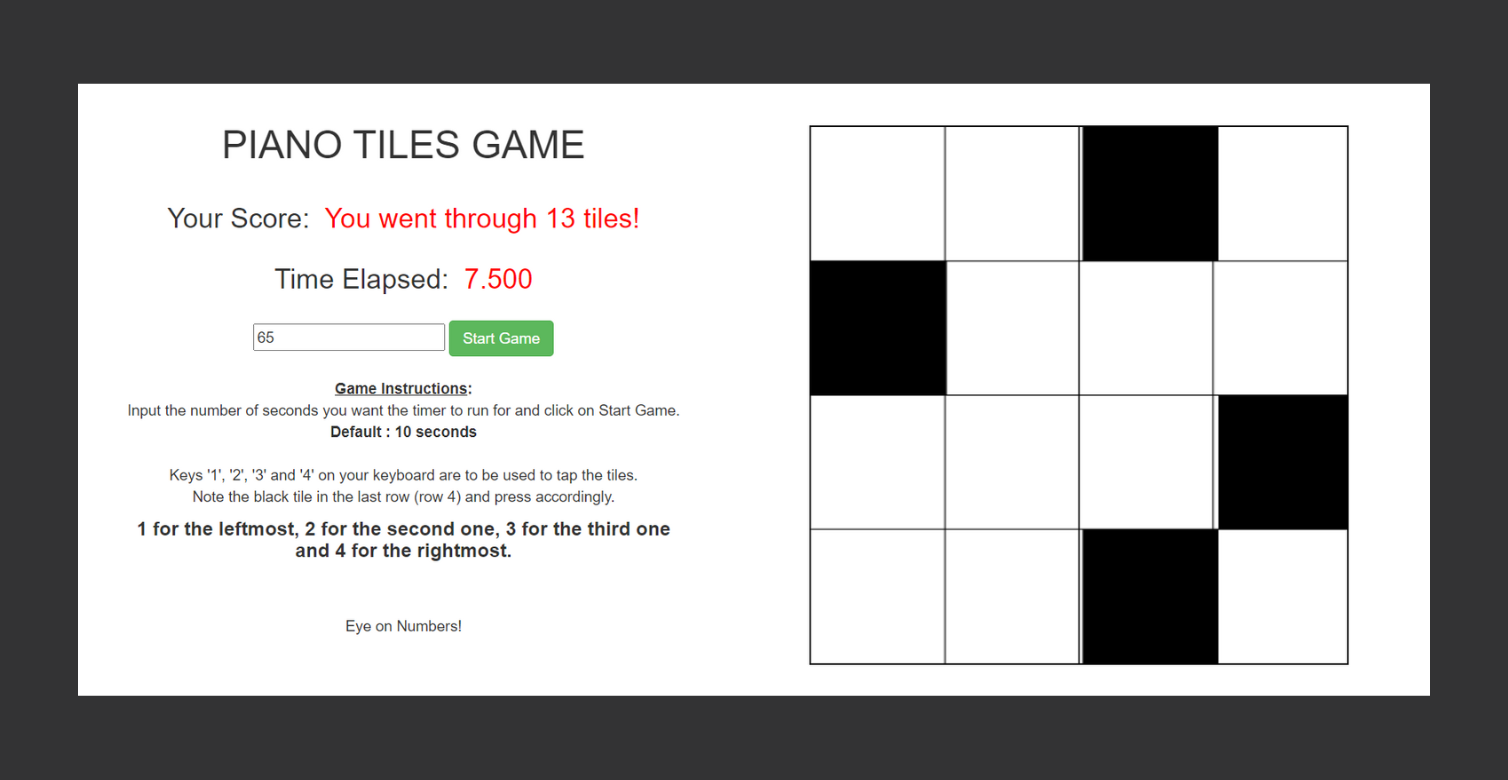 PIANO TILES GAME
Your Score: You went through 13 tiles!
Time Elapsed: 7.500
65 Start Game
Game Instructions:
Input the number of seconds you want the timer to run for and click on Start Game.
Default : 10 seconds
Keys '1', '2', '3' and '4' on your keyboard are to be used to tap the tiles.
Note the black tile in the last row (row 4) and press accordingly.
1 for the leftmost, 2 for the second one, 3 for the third one
and 4 for the rightmost.
Eye on Numbers!